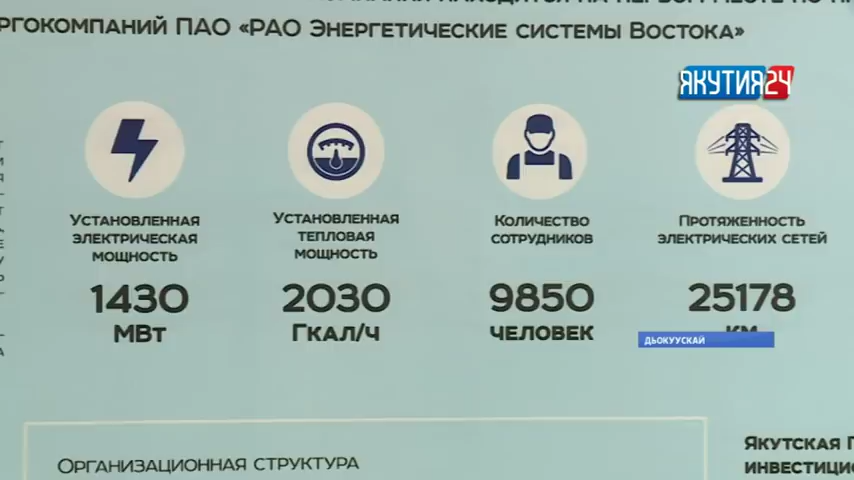 ПАО «РАО Энергетические системы Востока»
ЯКУТИЯ24
Установленная
электрическая
мощность
1430
МВт
Установленная
тепловая
мощность
2030
Гкал/ч
Количество
сотрудников
9850
человек
Протяженность
электрических сетей
25178
км
ДЬОКУУСКАЙ
Организационная структура
Якутская